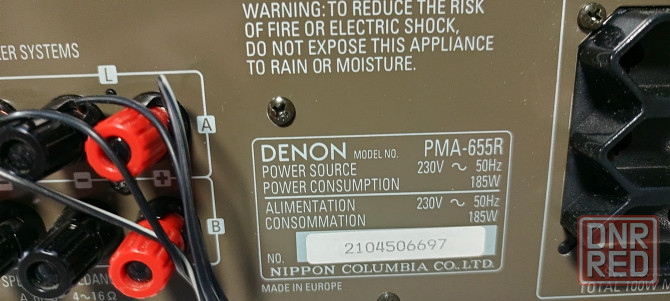 WARNING: TO REDUCE THE RISK
OF FIRE OR ELECTRIC SHOCK,
DO NOT EXPOSE THIS APPLIANCE
TO RAIN OR MOISTURE.
SYSTEMS
L
A
B
DENON MODEL NO. PMA-655R
POWER SOURCE 230V ~ 50Hz
POWER CONSUMPTION 185W
ALIMENTATION 230V ~ 50Hz
CONSOMMATION 185W
NO. 2104506697
NIPPON COLUMBIA CO., LTD.
MADE IN EUROPE
4~16Ω
DNR
RED
TOTAL 100W